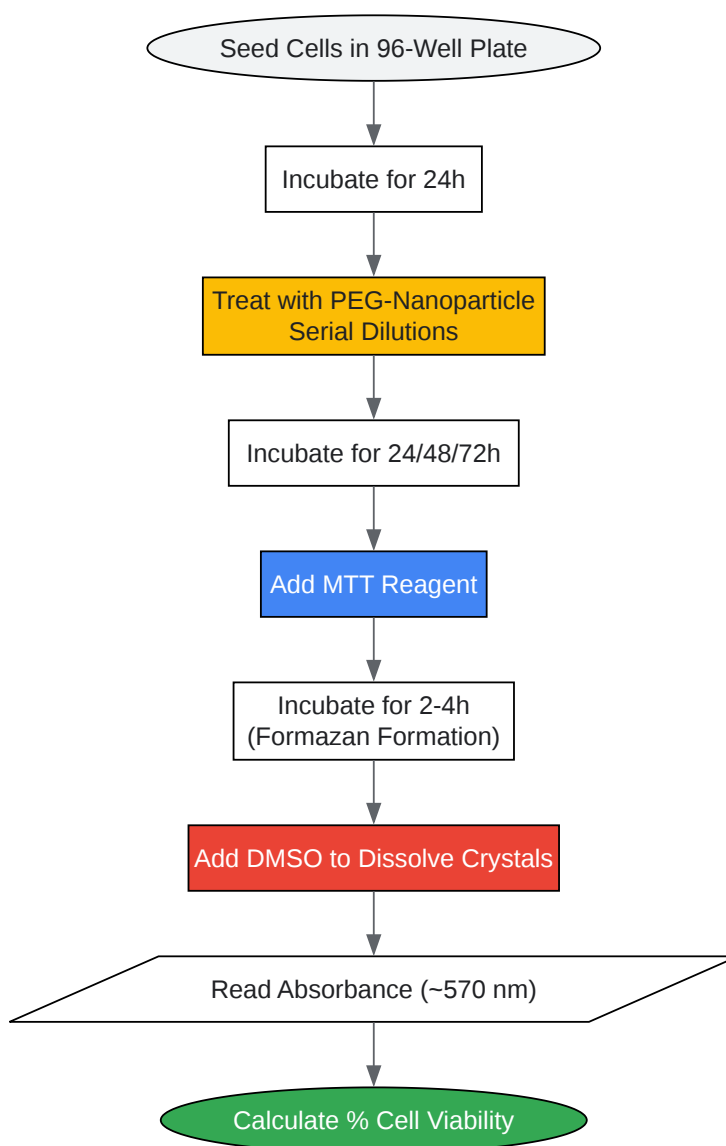 Seed Cells in 96-Well Plate
Incubate for 24h
Treat with PEG-Nanoparticle
Serial Dilutions
Incubate for 24/48/72h
Add MTT Reagent
Incubate for 2-4h
(Formazan Formation)
Add DMSO to Dissolve Crystals
Read Absorbance (~570 nm)
Calculate % Cell Viability